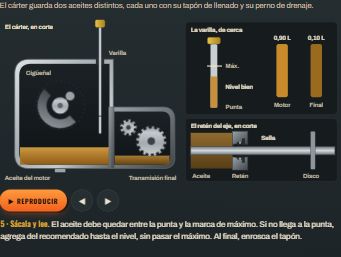 El cárter guarda dos aceites distintos, cada uno con su tapón de llenado y su perno de drenaje.
El cárter, en corte
La varilla, de cerca
Varilla
0,90 L
0,10 L
Cigüeñal
Máx.
Nivel bien
Punta
Motor
Final
El retén del eje, en corte
Sella
Aceite del motor
Transmisión final
Aceite
Retén
Disco
▶ REPRODUCIR
◀
▶
5 · Sácala y lee. El aceite debe quedar entre la punta y la marca de máximo. Si no llega a la punta,
agrega del recomendado hasta el nivel, sin pasar el máximo. Al final, enrosca el tapón.